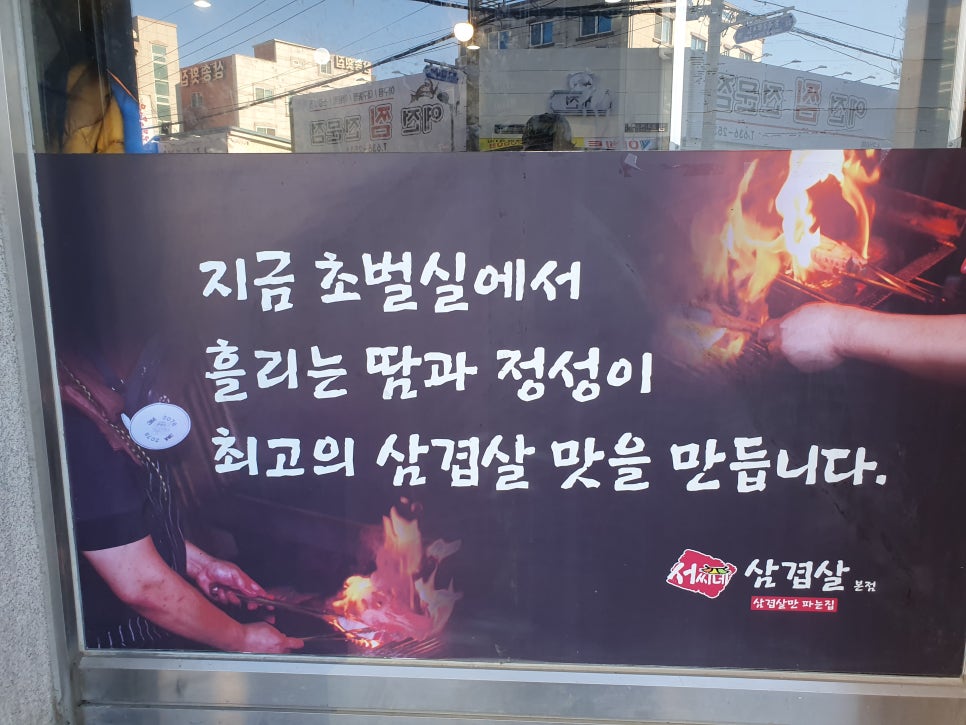 지금 초벌실에서
흘리는 땀과 정성이
최고의 삼겹살 맛을 만듭니다.
서씨네 삼겹살 본점
삼겹살만 파는집